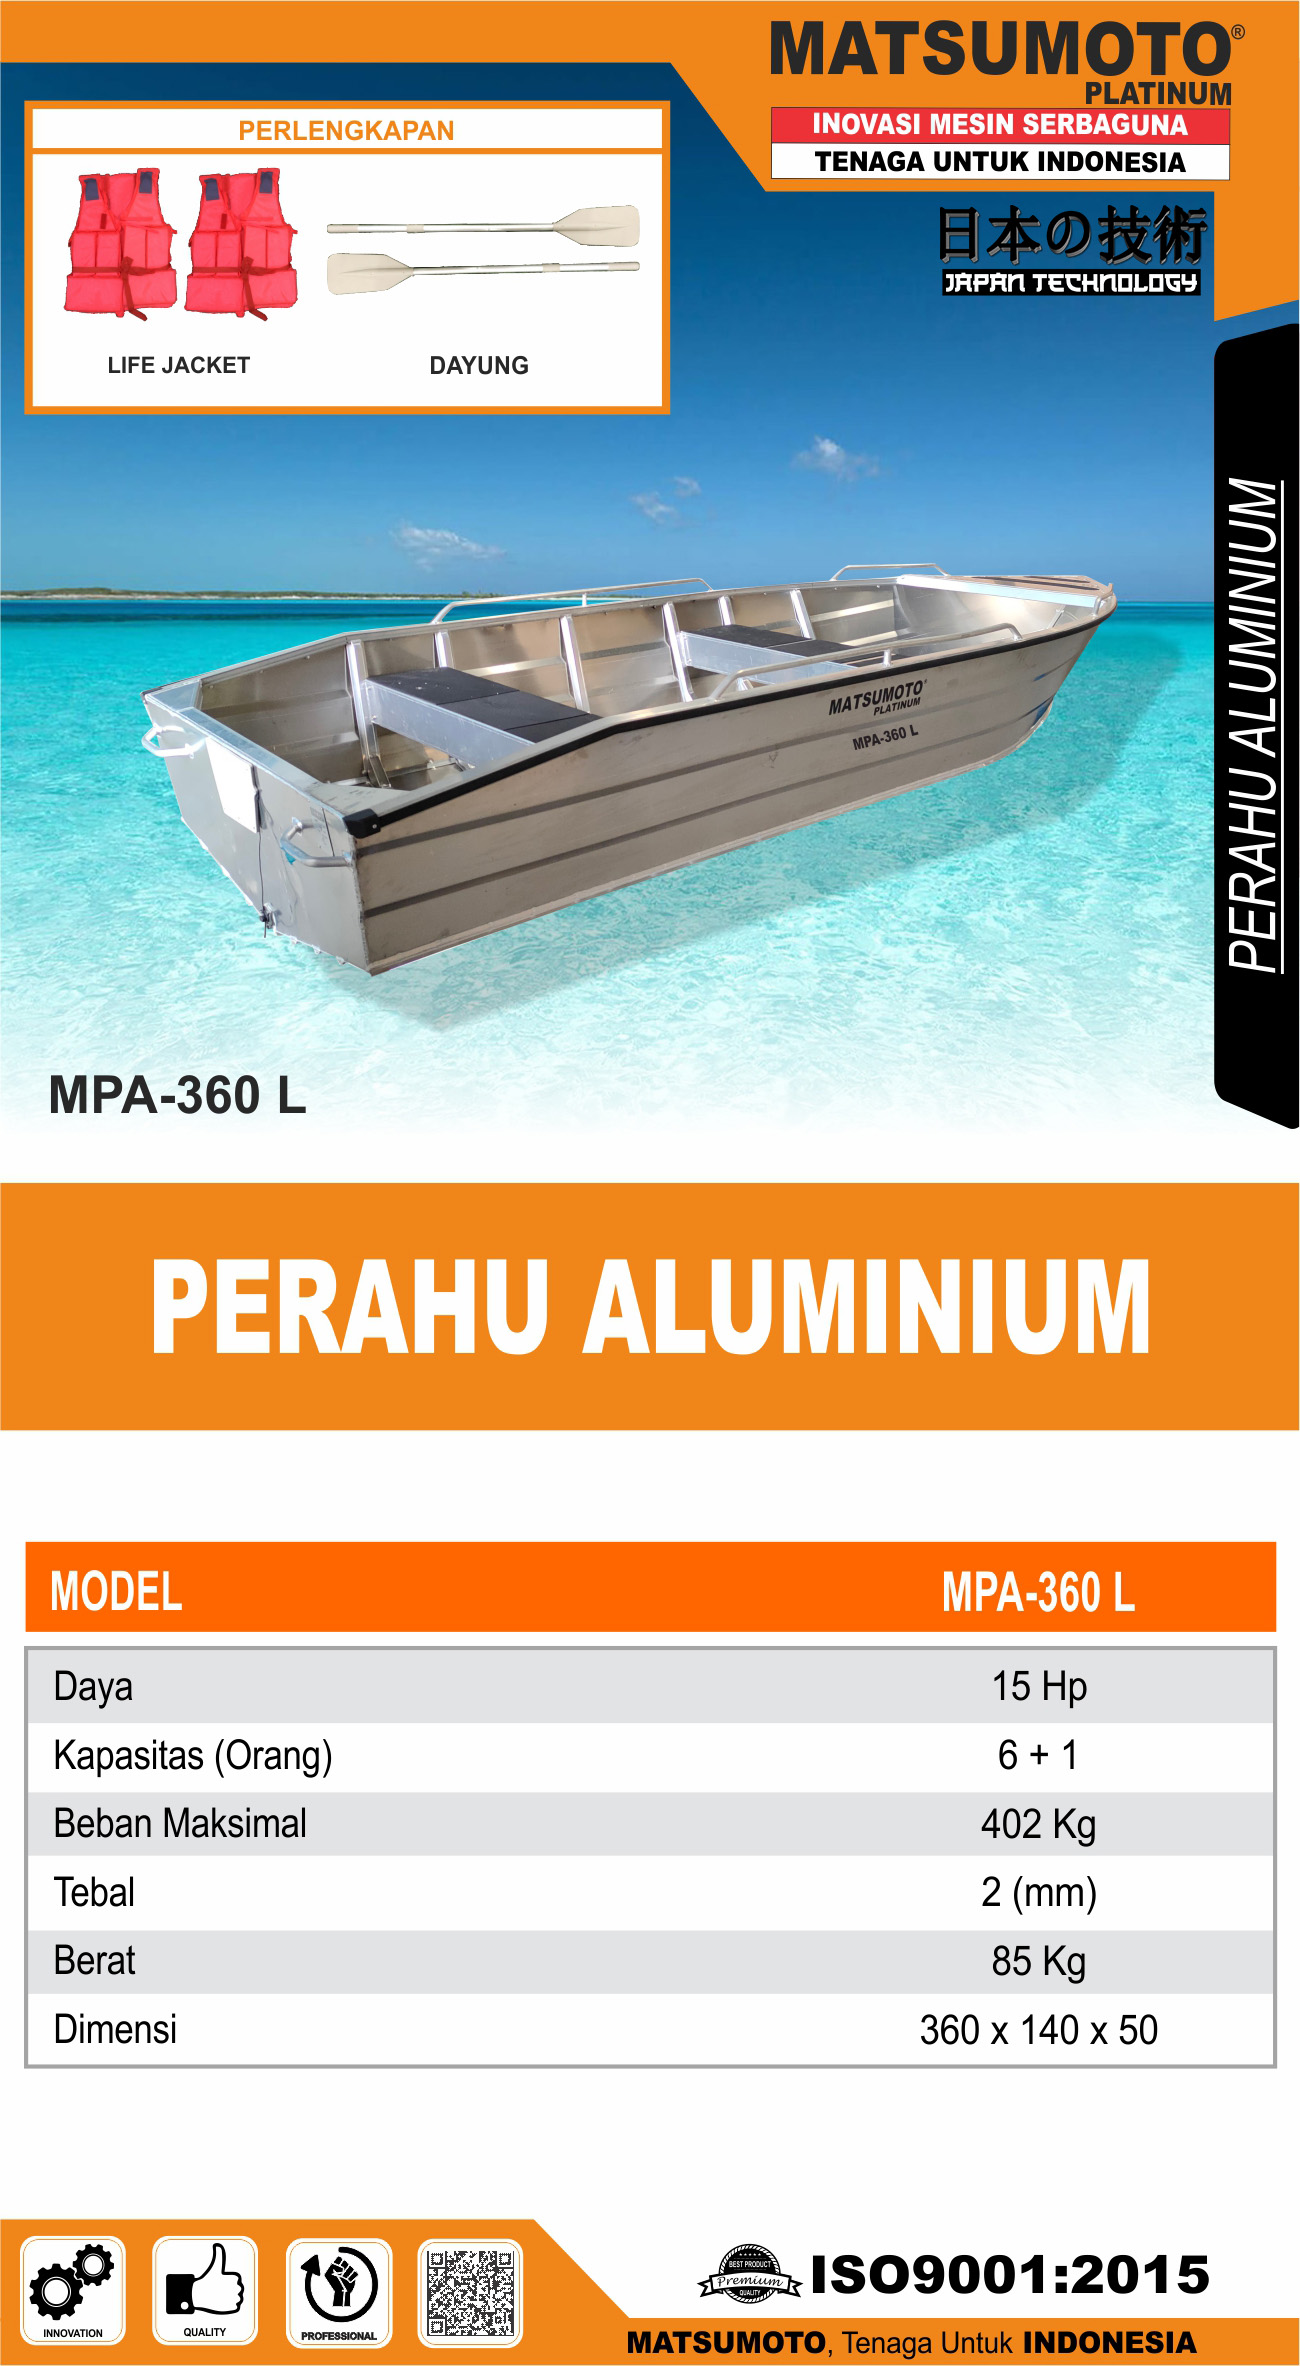 MATSUMOTO®
PLATINUM
INOVASI MESIN SERBAGUNA
TENAGA UNTUK INDONESIA
日本の技術
JAPAN TECHNOLOGY
PERLENGKAPAN
LIFE JACKET
DAYUNG
PERAHU ALUMINIUM
MATSUMOTO®
PLATINUM
MPA-360 L
MPA-360 L
PERAHU ALUMINIUM
MODEL MPA-360 L
Daya 15 Hp
Kapasitas (Orang) 6 + 1
Beban Maksimal 402 Kg
Tebal 2 (mm)
Berat 85 Kg
Dimensi 360 x 140 x 50
INNOVATION
QUALITY
PROFESSIONAL
BEST PRODUCT
Premium
QUALITY
ISO9001:2015
MATSUMOTO, Tenaga Untuk INDONESIA